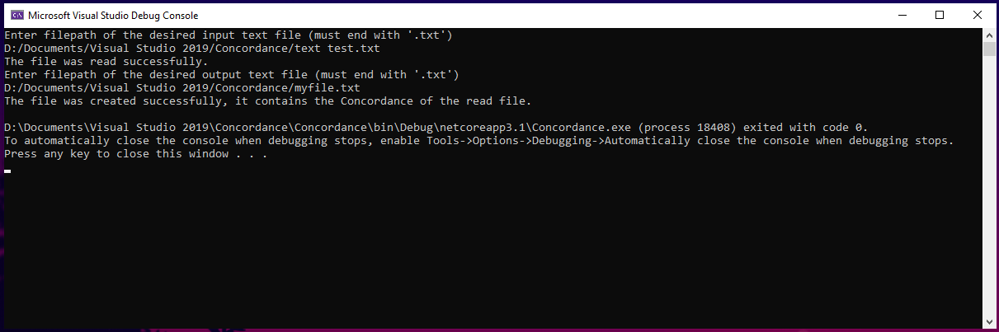 Microsoft Visual Studio Debug Console
Enter filepath of the desired input text file (must end with '.txt')
D:/Documents/Visual Studio 2019/Concordance/text test.txt
The file was read successfully.
Enter filepath of the desired output text file (must end with '.txt')
D:/Documents/Visual Studio 2019/Concordance/myfile.txt
The file was created successfully, it contains the Concordance of the read file.
D:\Documents\Visual Studio 2019\Concordance\Concordance\bin\Debug\netcoreapp3.1\Concordance.exe (process 18408) exited with code 0.
To automatically close the console when debugging stops, enable Tools->Options->Debugging->Automatically close the console when debugging stops.
Press any key to close this window . . .